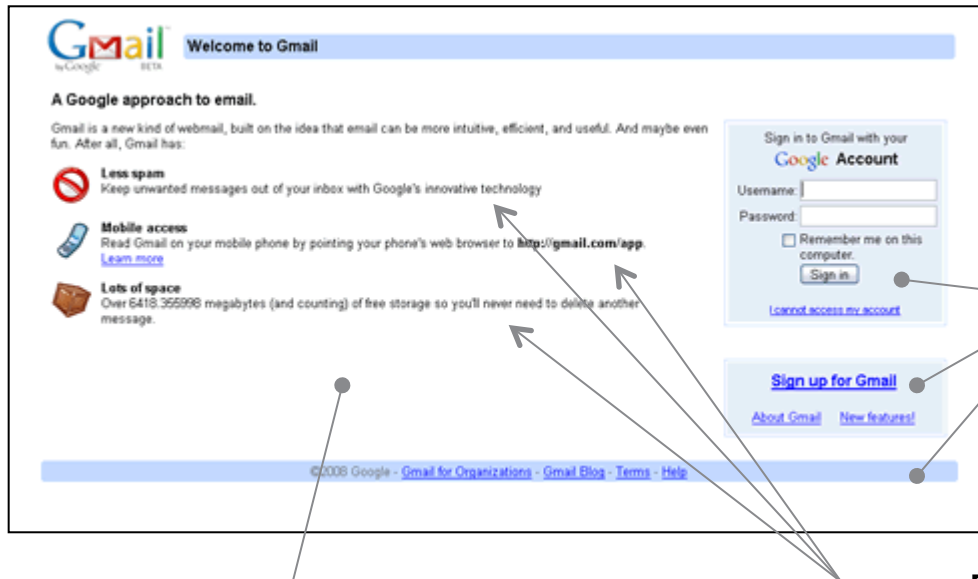 Gmail
by Google BETA
Welcome to Gmail
A Google approach to email.
Gmail is a new kind of webmail, built on the idea that email can be more intuitive, efficient, and useful. And maybe even
fun. After all, Gmail has:
Less spam
Keep unwanted messages out of your inbox with Google's innovative technology
Mobile access
Read Gmail on your mobile phone by pointing your phone's web browser to http://gmail.com/app.
Learn more
Lots of space
Over 6418.355998 megabytes (and counting) of free storage so you'll never need to delete another
message.
Sign in to Gmail with your
Google Account
Username:
Password:
Remember me on this
computer.
Sign in
I cannot access my account
Sign up for Gmail
About Gmail New features!
©2008 Google - Gmail for Organizations - Gmail Blog - Terms - Help